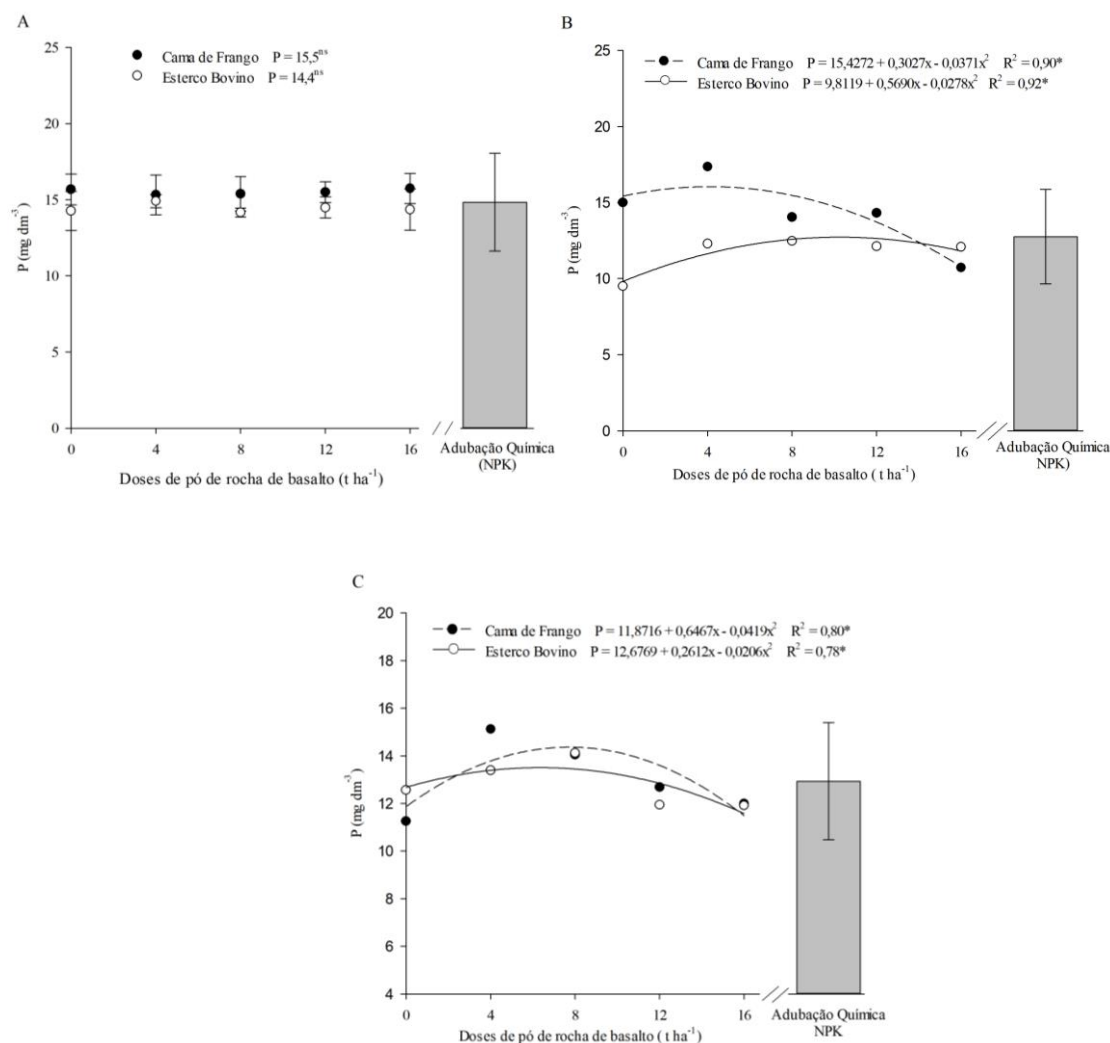 A
Cama de Frango P = 15,5ⁿˢ
Esterco Bovino P = 14,4ⁿˢ
25
20
15
10
5
0
P (mg dm⁻³)
0 4 8 12 16
//
Adubação Química
(NPK)
Doses de pó de rocha de basalto (t ha⁻¹)
B
Cama de Frango P = 15,4272 + 0,3027x - 0,0371x² R² = 0,90*
Esterco Bovino P = 9,8119 + 0,5690x - 0,0278x² R² = 0,92*
25
20
15
10
5
0
P (mg dm⁻³)
0 4 8 12 16
//
Adubação Química
NPK)
Doses de pó de rocha de basalto ( t ha⁻¹)
C
Cama de Frango P = 11,8716 + 0,6467x - 0,0419x² R² = 0,80*
Esterco Bovino P = 12,6769 + 0,2612x - 0,0206x² R² = 0,78*
20
18
16
14
12
10
8
6
4
P (mg dm⁻³)
0 4 8 12 16
//
Adubação Química
NPK
Doses de pó de rocha de basalto ( t ha⁻¹)